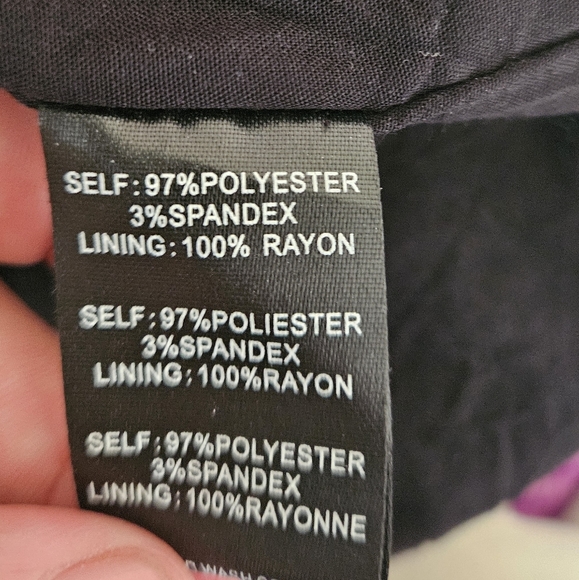 SELF:97%POLYESTER
3%SPANDEX
LINING:100% RAYON
SELF:97%POLIESTER
3%SPANDEX
LINING:100%RAYON
SELF:97%POLYESTER
3%SPANDEX
LINING:100%RAYONNE
WASH